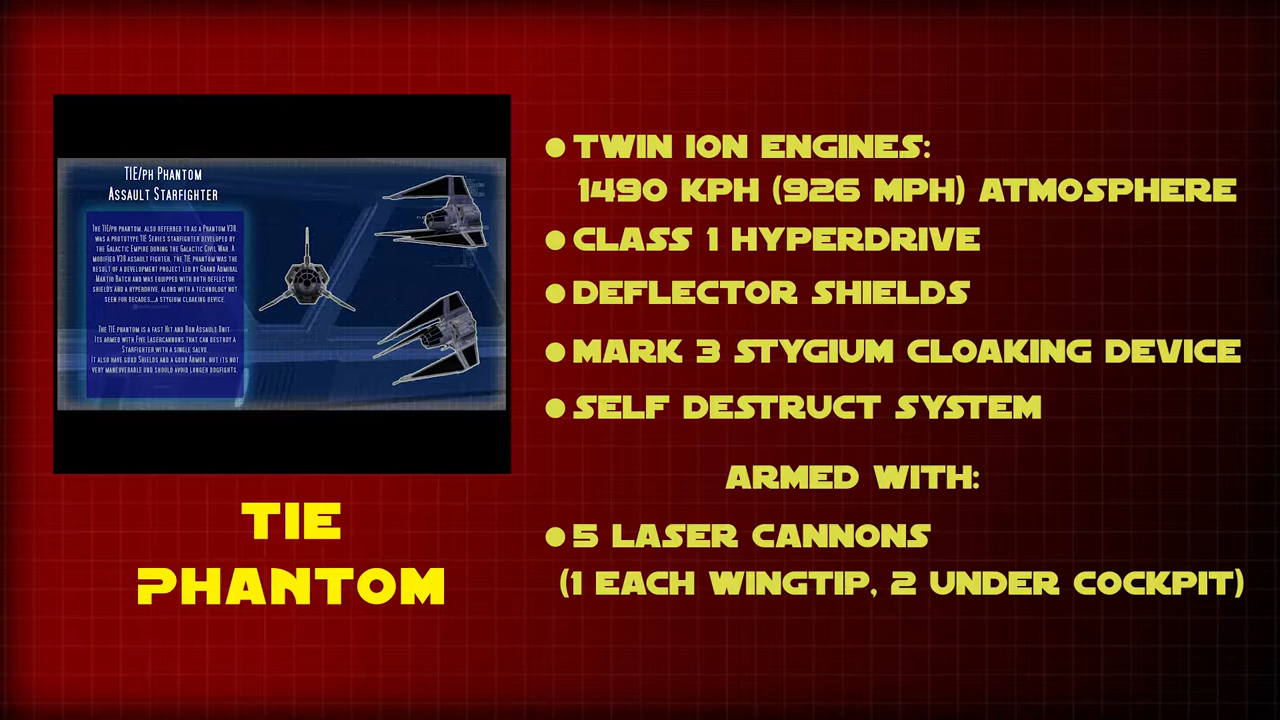 TIE/ph Phantom
Assault Starfighter
The TIE/ph phantom, also referred to as a Phantom V38,
was a prototype TIE Series starfighter developed by
the Galactic Empire during the Galactic Civil War. A
modified V38 assault fighter, the TIE phantom was the
result of a development project led by Grand Admiral
Martio Batch and was equipped with both deflector
shields and a hyperdrive, along with a technology not
seen for decades...a stygium cloaking device.
The TIE phantom is a fast Hit and Run Assault Unit.
Its armed with Five Lasercannons that can destroy a
Starfighter with a single salvo.
It also have good Shields and a good Armor, but its not
very maneuverable und should avoid longer dogfights.
TIE
PHANTOM
• TWIN ION ENGINES:
1490 KPH (926 MPH) ATMOSPHERE
• CLASS 1 HYPERDRIVE
• DEFLECTOR SHIELDS
• MARK 3 STYGIUM CLOAKING DEVICE
• SELF DESTRUCT SYSTEM
ARMED WITH:
• 5 LASER CANNONS
(1 EACH WINGTIP, 2 UNDER COCKPIT)